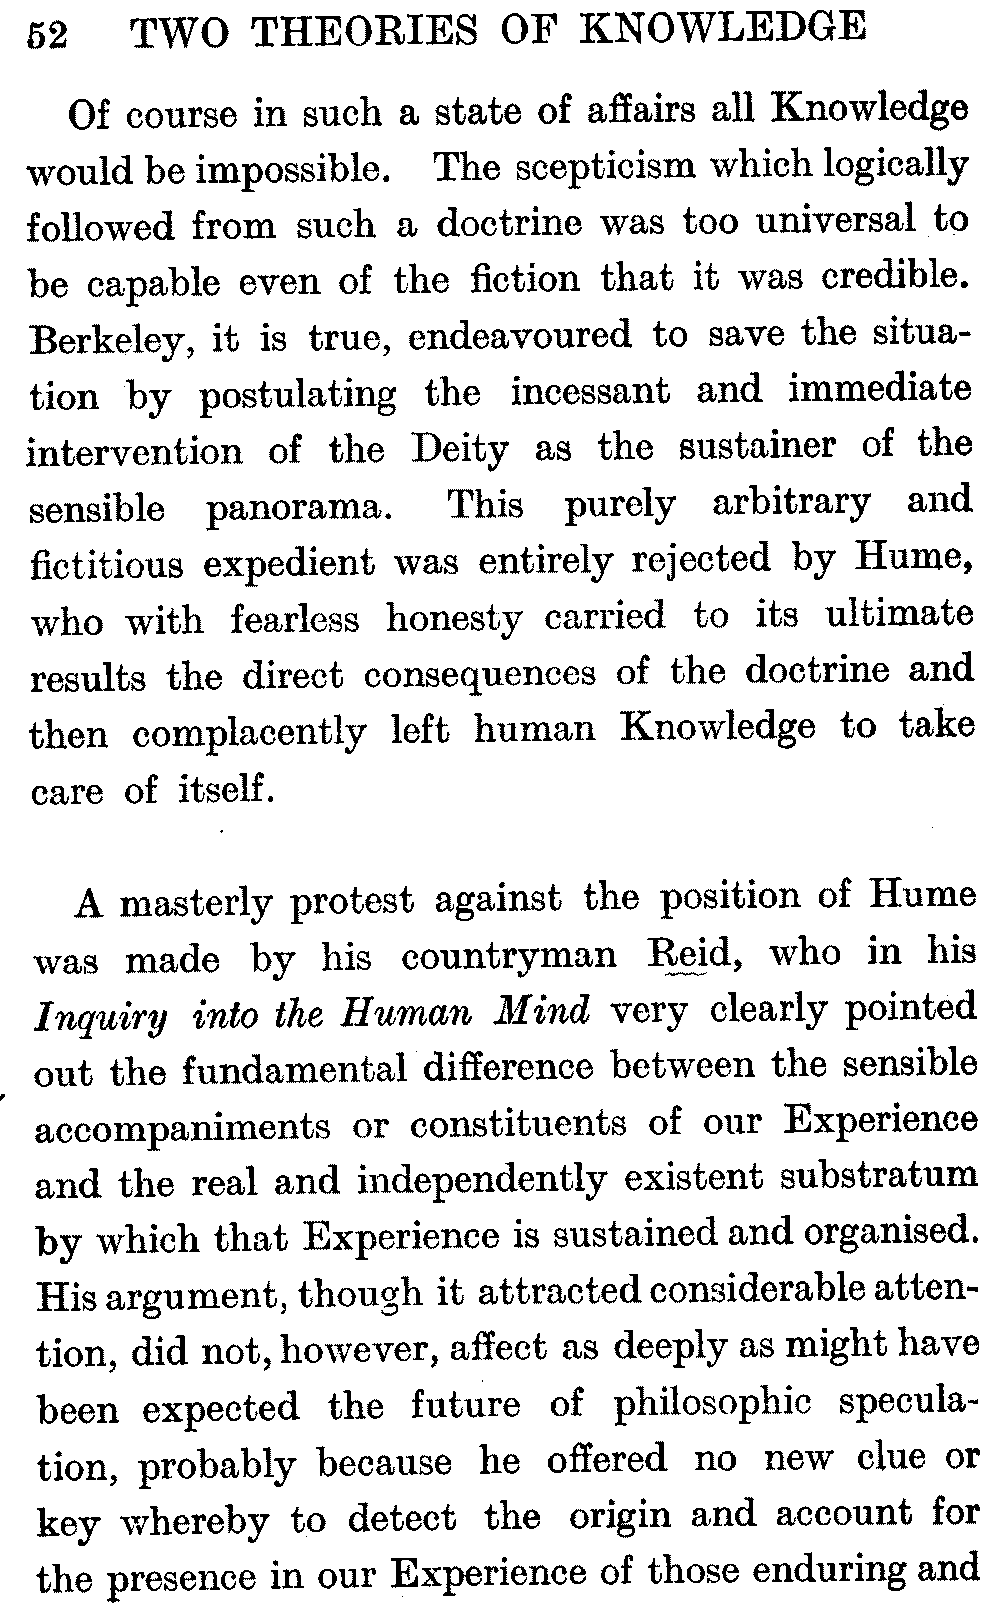 52 TWO THEORIES OF KNOWLEDGE
Of course in such a state of affairs all Knowledge
would be impossible. The scepticism which logically
followed from such a doctrine was too universal to
be capable even of the fiction that it was credible.
Berkeley, it is true, endeavoured to save the situa-
tion by postulating the incessant and immediate
intervention of the Deity as the sustainer of the
sensible panorama. This purely arbitrary and
fictitious expedient was entirely rejected by Hume,
who with fearless honesty carried to its ultimate
results the direct consequences of the doctrine and
then complacently left human Knowledge to take
care of itself.
A masterly protest against the position of Hume
was made by his countryman Reid, who in his
Inquiry into the Human Mind very clearly pointed
out the fundamental difference between the sensible
accompaniments or constituents of our Experience
and the real and independently existent substratum
by which that Experience is sustained and organised.
His argument, though it attracted considerable atten-
tion, did not, however, affect as deeply as might have
been expected the future of philosophic specula-
tion, probably because he offered no new clue or
key whereby to detect the origin and account for
the presence in our Experience of those enduring and